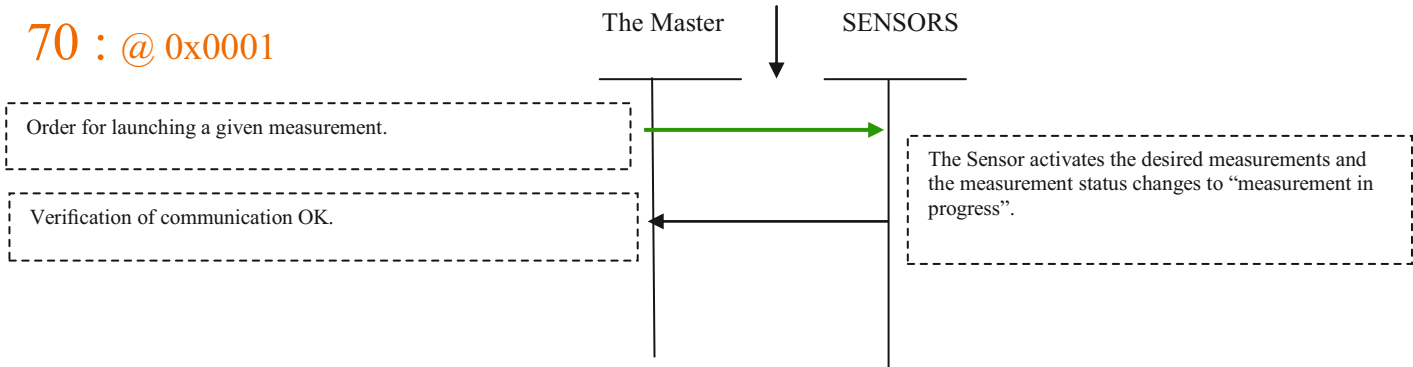 The Master
SENSORS
70 : @ 0x0001
Order for launching a given measurement.
The Sensor activates the desired measurements and
the measurement status changes to “measurement in
progress”.
Verification of communication OK.